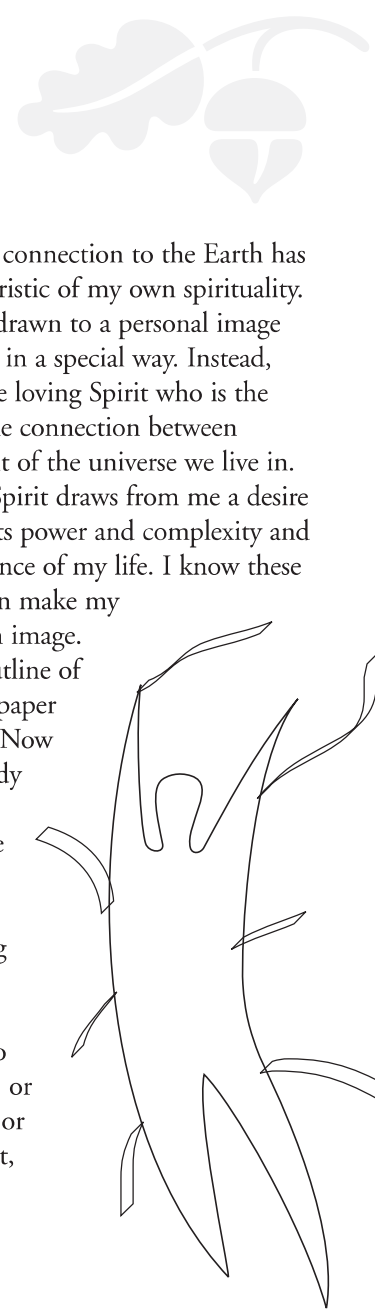 connection to the Earth has
ristic of my own spirituality.
drawn to a personal image
in a special way. Instead,
e loving Spirit who is the
e connection between
t of the universe we live in.
Spirit draws from me a desire
ts power and complexity and
nce of my life. I know these
n make my
n image.
utline of
paper
Now
dy
e
g
o
or
or
t,